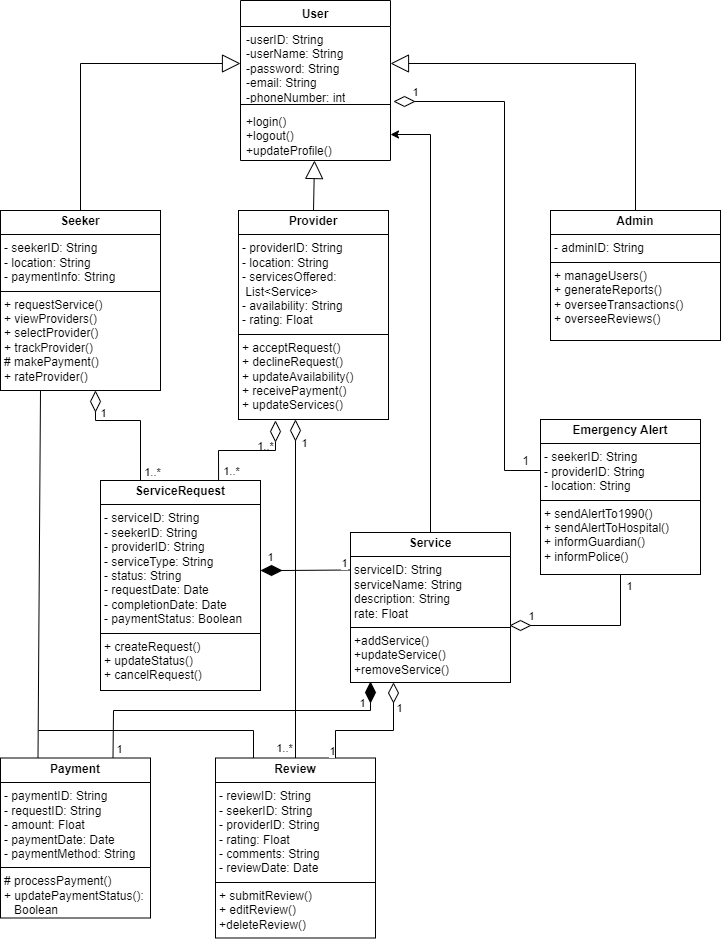 User
-userID: String
-userName: String
-password: String
-email: String
-phoneNumber: int
+login()
+logout()
+updateProfile()
1
Seeker
- seekerID: String
- location: String
- paymentInfo: String
+ requestService()
+ viewProviders()
+ selectProvider()
+ trackProvider()
# makePayment()
+ rateProvider()
Provider
- providerID: String
- location: String
- servicesOffered:
List<Service>
- availability: String
- rating: Float
+ acceptRequest()
+ declineRequest()
+ updateAvailability()
+ receivePayment()
+ updateServices()
Admin
- adminID: String
+ manageUsers()
+ generateReports()
+ overseeTransactions()
+ overseeReviews()
1
1..*
1
1..*
1..*
1
Emergency Alert
- seekerID: String
- providerID: String
- location: String
+ sendAlertTo1990()
+ sendAlertToHospital()
+ informGuardian()
+ informPolice()
1
ServiceRequest
- serviceID: String
- seekerID: String
- providerID: String
- serviceType: String
- status: String
- requestDate: Date
- completionDate: Date
- paymentStatus: Boolean
+ createRequest()
+ updateStatus()
+ cancelRequest()
1
1
Service
serviceID: String
serviceName: String
description: String
rate: Float
+addService()
+updateService()
+removeService()
1
1
1
1
1..*
1
Payment
- paymentID: String
- requestID: String
- amount: Float
- paymentDate: Date
- paymentMethod: String
# processPayment()
+ updatePaymentStatus():
Boolean
Review
- reviewID: String
- seekerID: String
- providerID: String
- rating: Float
- comments: String
- reviewDate: Date
+ submitReview()
+ editReview()
+deleteReview()